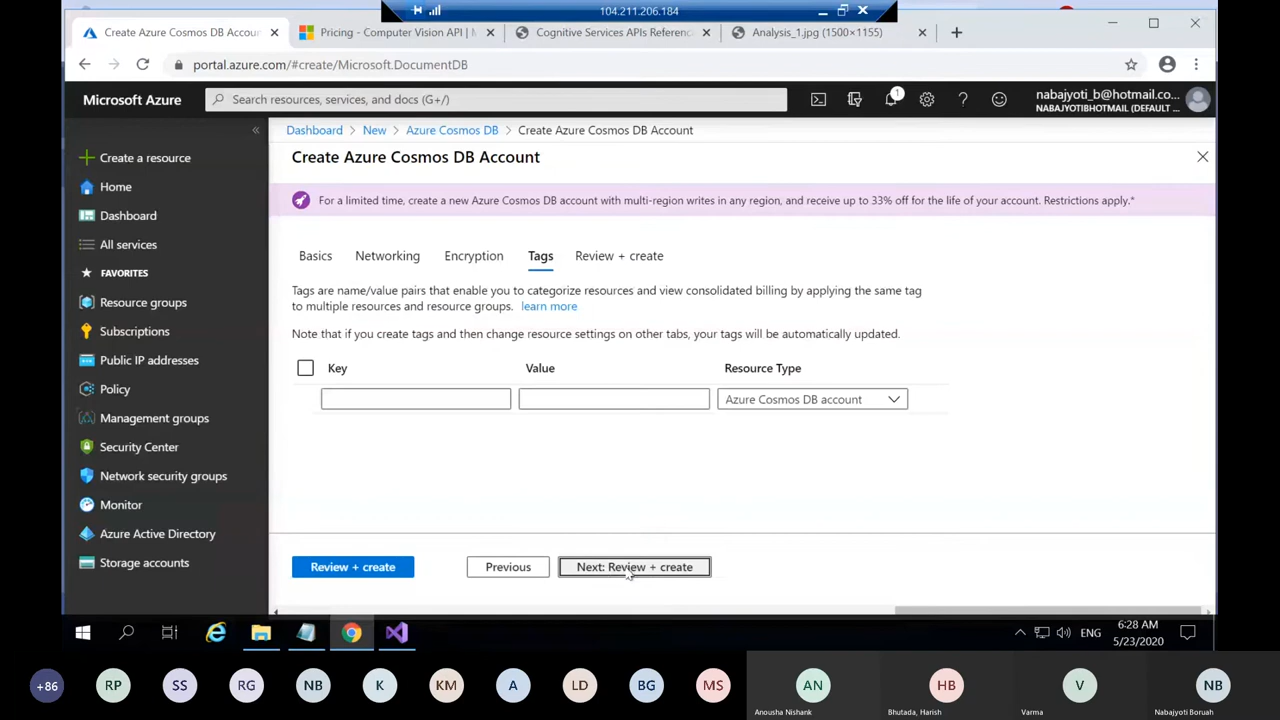 104.211.206.184
Create Azure Cosmos DB Accoun
Pricing - Computer Vision API | M
Cognitive Services APIs Referenc
Analysis_1.jpg (1500×1155)
portal.azure.com/#create/Microsoft.DocumentDB
Microsoft Azure
Search resources, services, and docs (G+/)
1
nabajyoti_b@hotmail.co...
NABAJYOTIHOTMAIL (DEFAULT ...
Dashboard > New > Azure Cosmos DB > Create Azure Cosmos DB Account
Create Azure Cosmos DB Account
For a limited time, create a new Azure Cosmos DB account with multi-region writes in any region, and receive up to 33% off for the life of your account. Restrictions apply.*
Create a resource
Home
Dashboard
All services
FAVORITES
Resource groups
Subscriptions
Public IP addresses
Policy
Management groups
Security Center
Network security groups
Monitor
Azure Active Directory
Storage accounts
Basics
Networking
Encryption
Tags
Review + create
Tags are name/value pairs that enable you to categorize resources and view consolidated billing by applying the same tag
to multiple resources and resource groups. learn more
Note that if you create tags and then change resource settings on other tabs, your tags will be automatically updated.
Key
Value
Resource Type
Azure Cosmos DB account
Review + create
Previous
Next: Review + create
ENG
6:28 AM
5/23/2020
+86
RP
SS
RG
NB
K
KM
A
LD
BG
MS
AN
HB
V
NB
Anousha Nishank
Bhutada, Harish
Varma
Nabajyoti Boruah